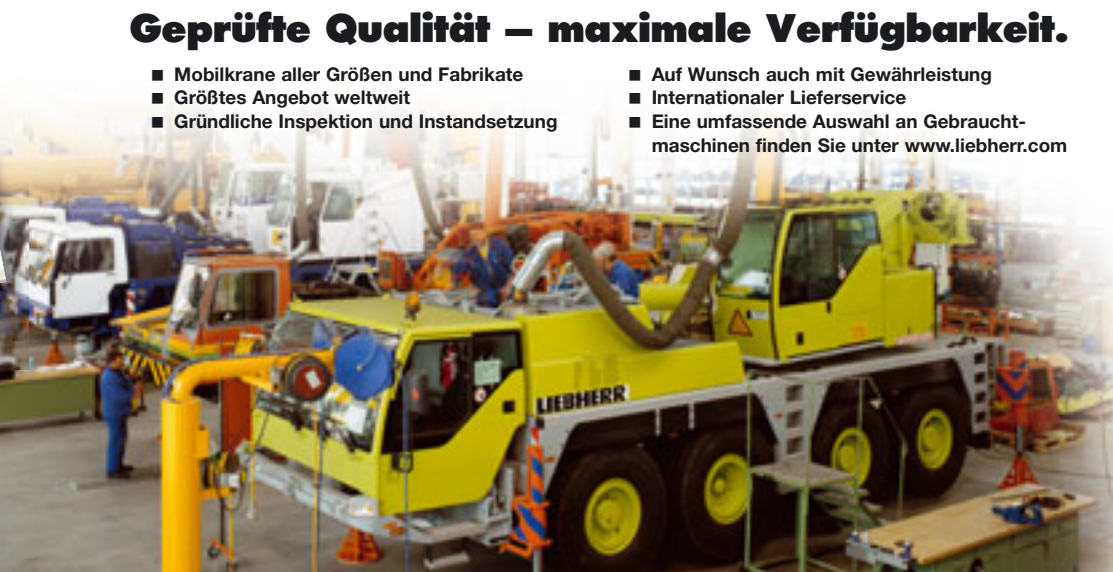 Geprüfte Qualität – maximale Verfügbarkeit.
■ Mobilkrane aller Größen und Fabrikate
■ Größtes Angebot weltweit
■ Gründliche Inspektion und Instandsetzung
■ Auf Wunsch auch mit Gewährleistung
■ Internationaler Lieferservice
■ Eine umfassende Auswahl an Gebraucht-
maschinen finden Sie unter www.liebherr.com
LIEBHERR